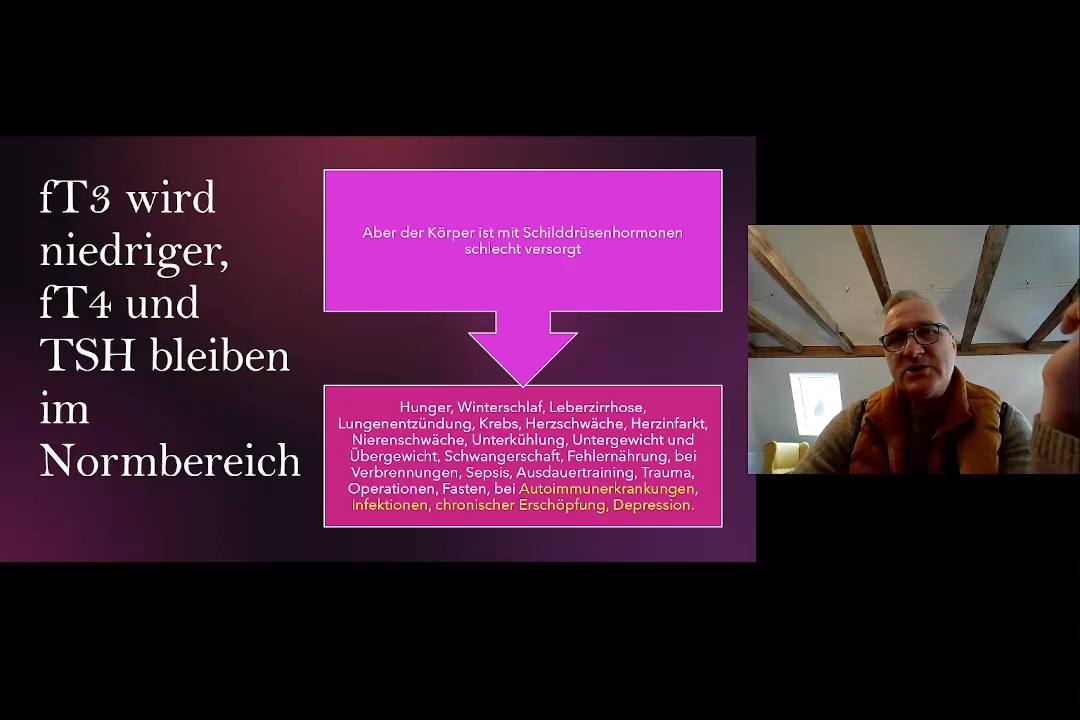 fT3 wird
niedriger,
fT4 und
TSH bleiben
im
Normbereich
Aber der Körper ist mit Schilddrüsenhormonen
schlecht versorgt
Hunger, Winterschlaf, Leberzirrhose,
Lungenentzündung, Krebs, Herzschwäche, Herzinfarkt,
Nierenschwäche, Unterkühlung, Untergewicht und
Übergewicht, Schwangerschaft, Fehlernährung, bei
Verbrennungen, Sepsis, Ausdauertraining, Trauma,
Operationen, Fasten, bei Autoimmunerkrankungen,
Infektionen, chronischer Erschöpfung, Depression.